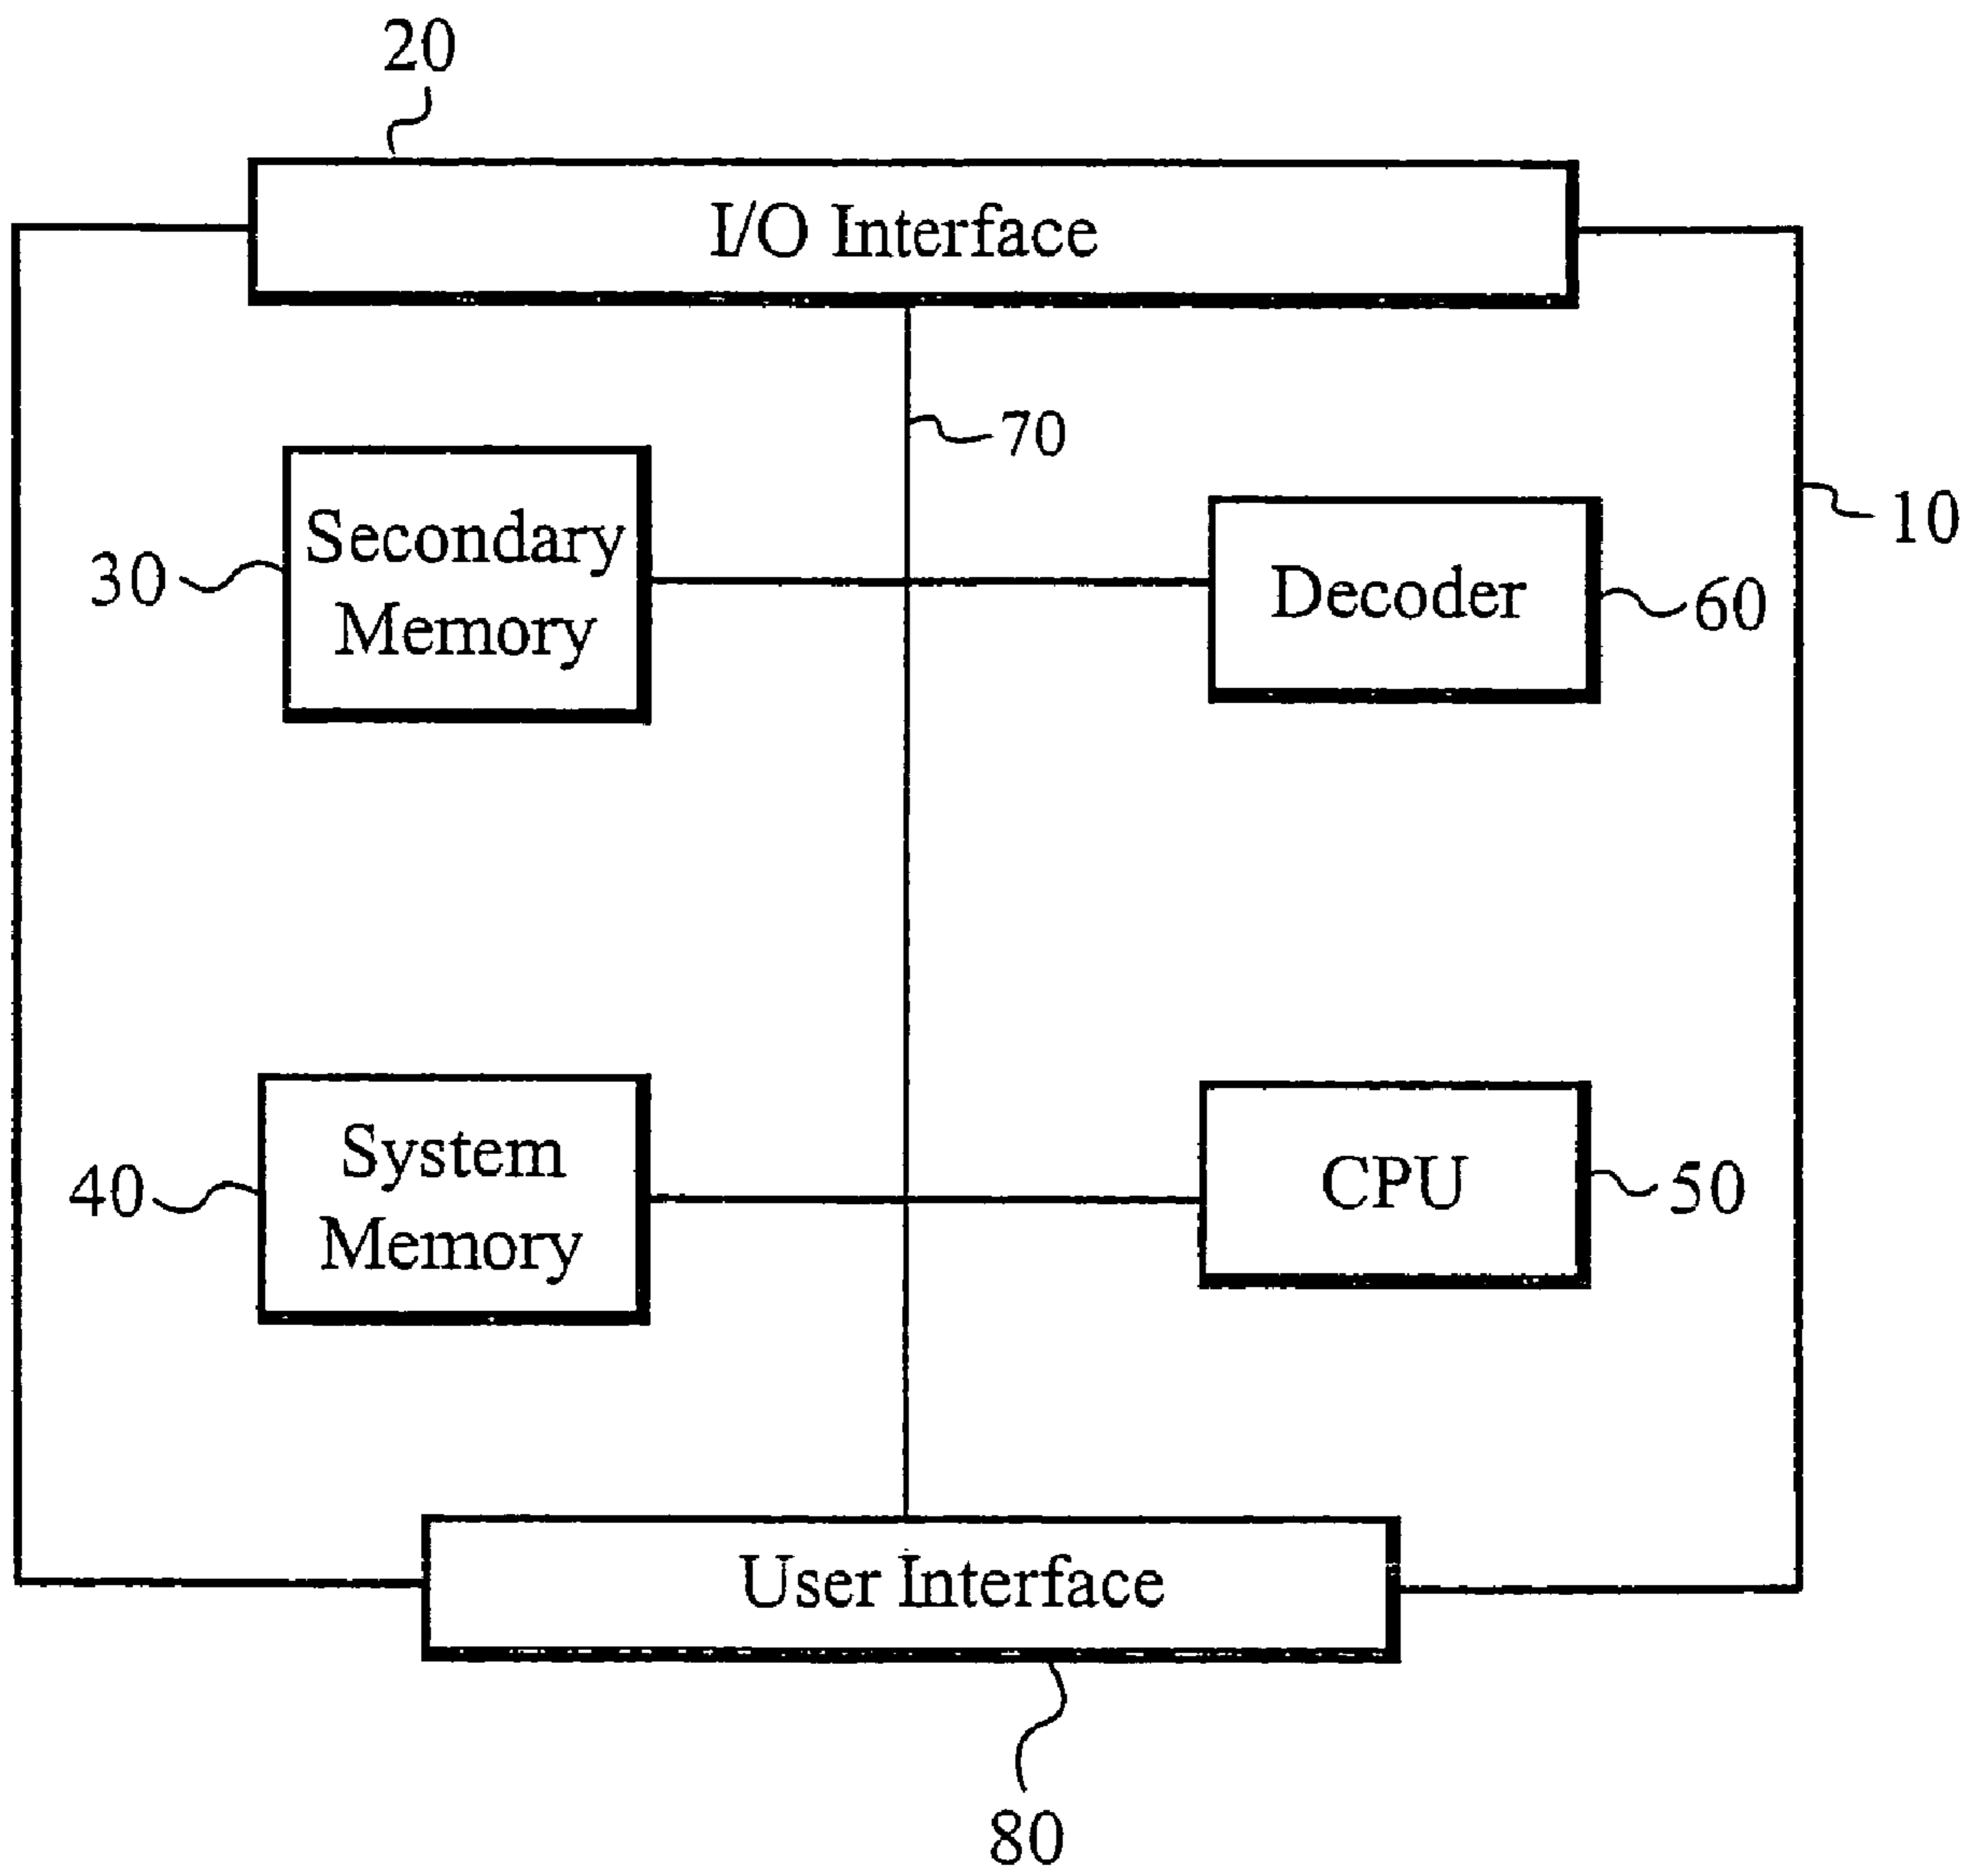 20
I/O Interface
70
10
Secondary
Memory
30
Decoder
60
System
Memory
40
CPU
50
User Interface
80